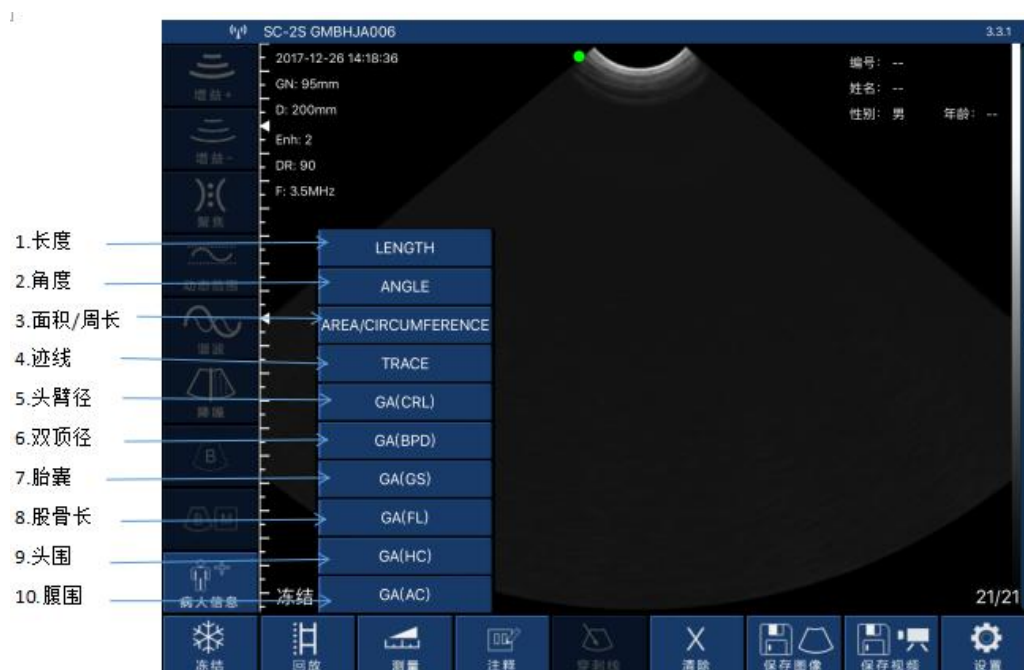 SC-2S GMBHJA006
3.3.1
2017-12-26 14:18:36
GN: 95mm
D: 200mm
Enh: 2
DR: 90
F: 3.5MHz
编号: --
姓名: --
性别: 男 年龄: --
增益+
增益-
聚焦
动态范围
谐波
降噪
B
B M
病人信息
1.长度
2.角度
3.面积/周长
4.迹线
5.头臂径
6.双顶径
7.胎囊
8.股骨长
9.头围
10.腹围
LENGTH
ANGLE
AREA/CIRCUMFERENCE
TRACE
GA(CRL)
GA(BPD)
GA(GS)
GA(FL)
GA(HC)
GA(AC)
冻结
21/21
冻结
回放
测量
注释
穿刺线
清除
保存图像
保存视频
设置